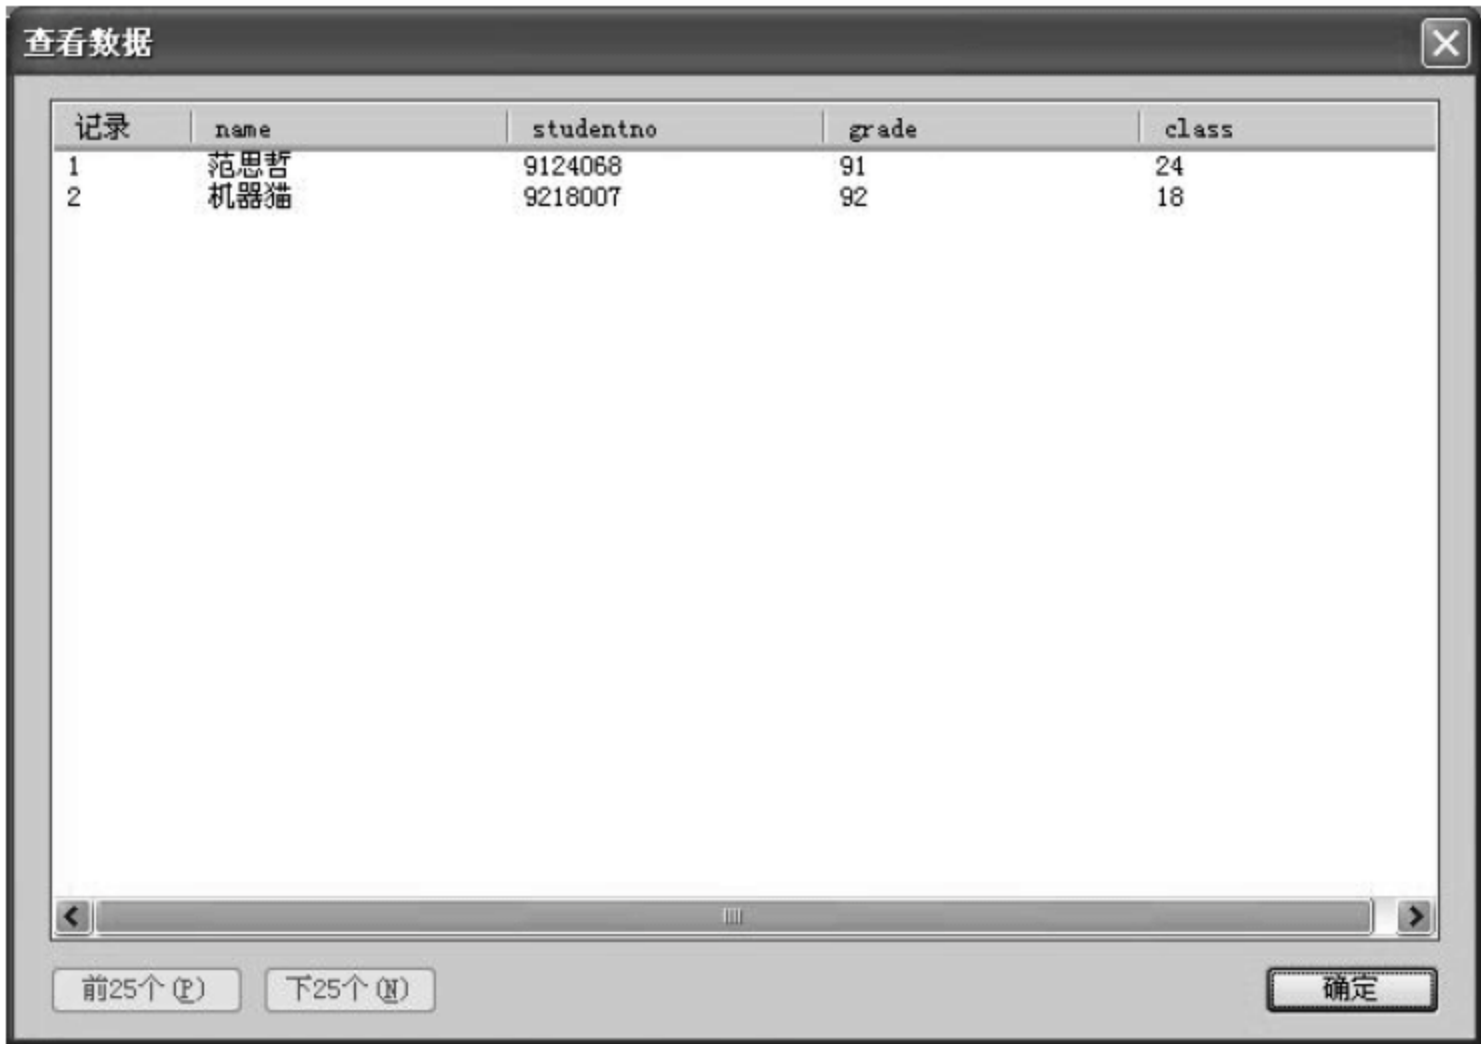 查看数据
记录 name studentno grade class
1 范思哲 9124068 91 24
2 机器猫 9218007 92 18
前25个(P) 下25个(N) 确定